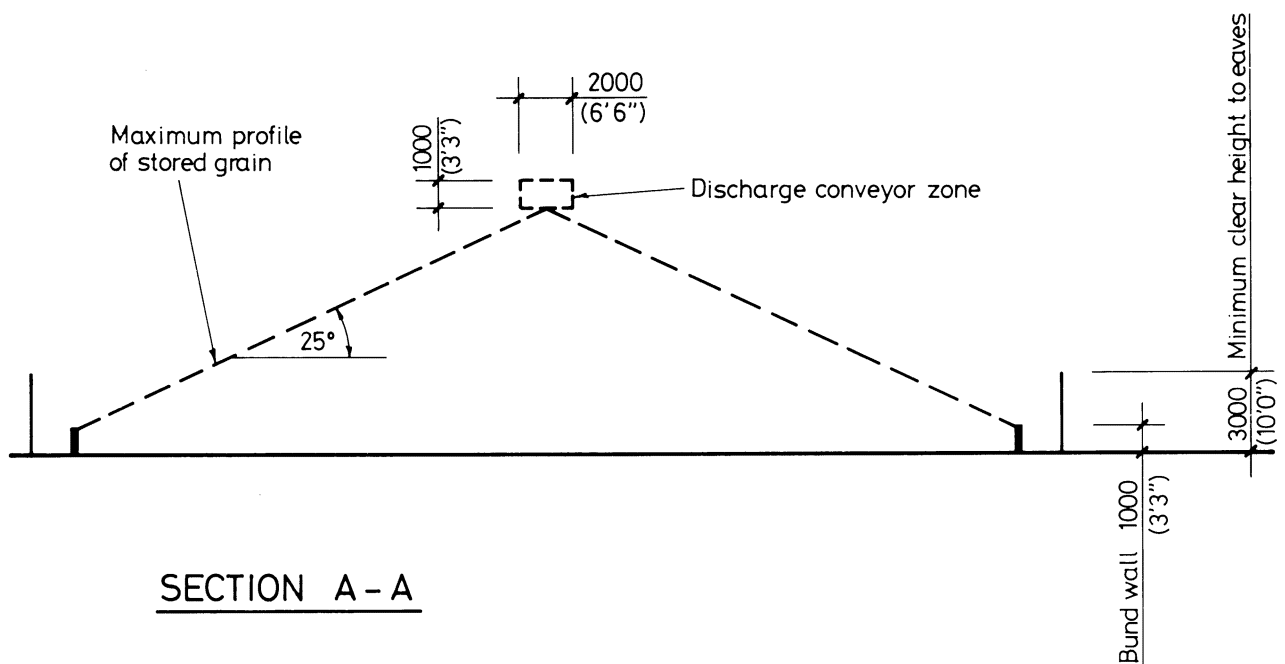 2000
(6'6")
Maximum profile
of stored grain
1000
(3'3")
Discharge conveyor zone
25°
3000 Minimum clear height to eaves
(10'0")
Bund wall 1000
(3'3")
SECTION A-A